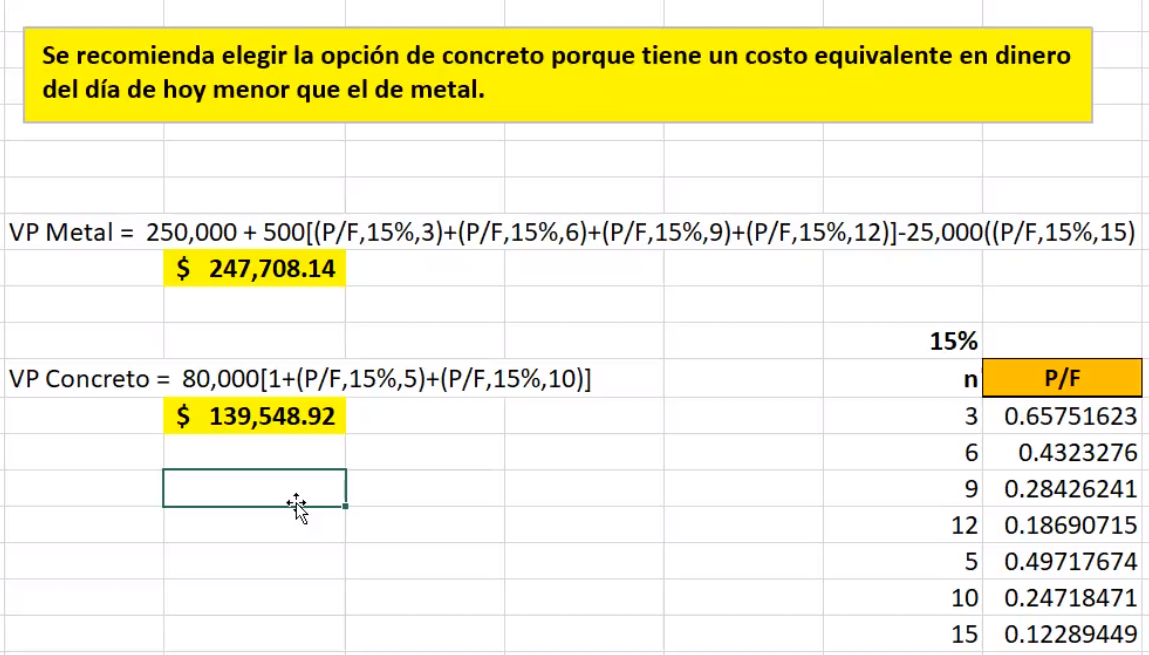 Se recomienda elegir la opción de concreto porque tiene un costo equivalente en dinero
del día de hoy menor que el de metal.
VP Metal = 250,000 + 500[(P/F,15%,3)+(P/F,15%,6)+(P/F,15%,9)+(P/F,15%,12)]-25,000((P/F,15%,15)
$ 247,708.14
15%
VP Concreto = 80,000[1+(P/F,15%,5)+(P/F,15%,10)]
n P/F
$ 139,548.92
3 0.65751623
6 0.4323276
9 0.28426241
12 0.18690715
5 0.49717674
10 0.24718471
15 0.12289449